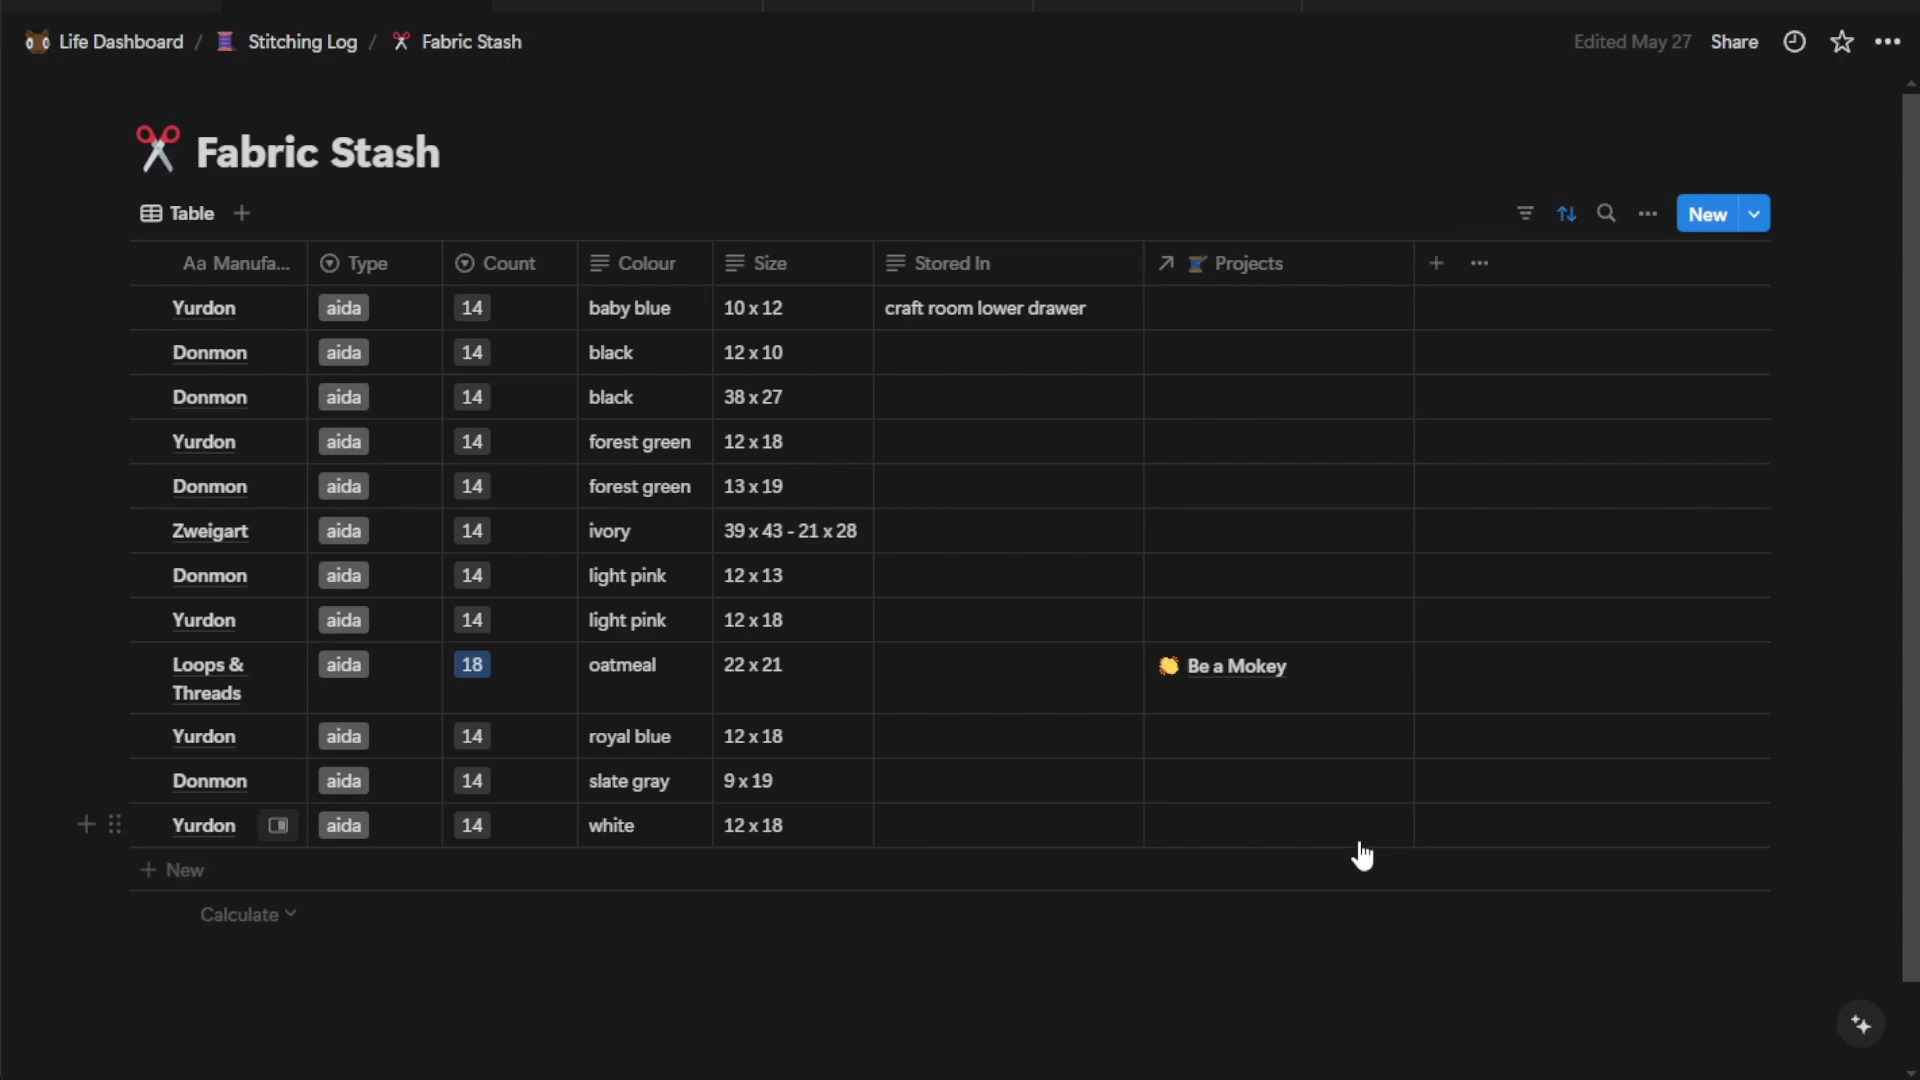 Life Dashboard / Stitching Log / Fabric Stash
Edited May 27 Share
Fabric Stash
Table
New
Aa Manufa... Type Count Colour Size Stored In Projects
Yurdon aida 14 baby blue 10 x 12 craft room lower drawer
Donmon aida 14 black 12 x 10
Donmon aida 14 black 38 x 27
Yurdon aida 14 forest green 12 x 18
Donmon aida 14 forest green 13 x 19
Zweigart aida 14 ivory 39 x 43 - 21 x 28
Donmon aida 14 light pink 12 x 13
Yurdon aida 14 light pink 12 x 18
Loops & aida 18 oatmeal 22 x 21 Be a Mokey
Threads
Yurdon aida 14 royal blue 12 x 18
Donmon aida 14 slate gray 9 x 19
Yurdon aida 14 white 12 x 18
+ New
Calculate